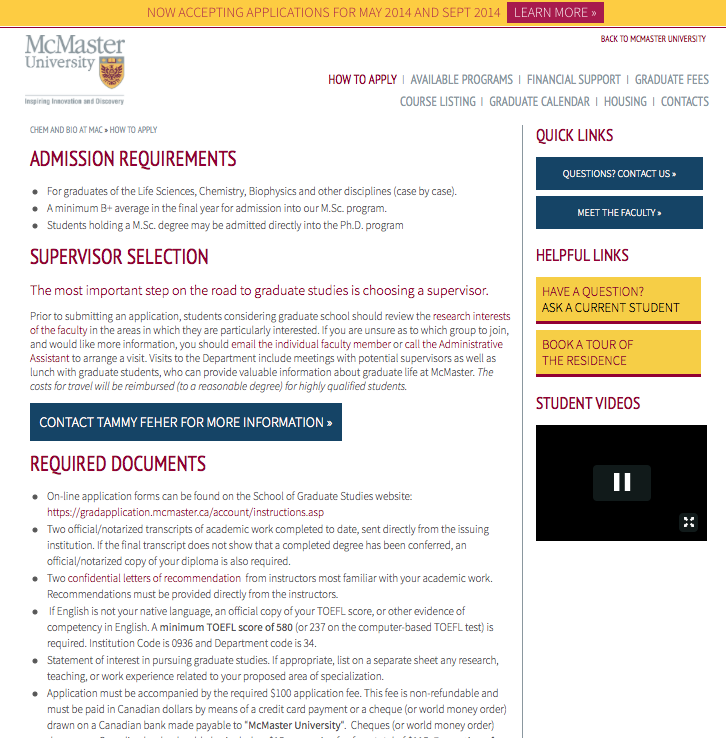 NOW ACCEPTING APPLICATIONS FOR MAY 2014 AND SEPT 2014 LEARN MORE »
McMaster
University
Inspiring Innovation and Discovery
BACK TO MCMASTER UNIVERSITY
HOW TO APPLY | AVAILABLE PROGRAMS | FINANCIAL SUPPORT | GRADUATE FEES
COURSE LISTING | GRADUATE CALENDAR | HOUSING | CONTACTS
CHEM AND BIO AT MAC » HOW TO APPLY
ADMISSION REQUIREMENTS
• For graduates of the Life Sciences, Chemistry, Biophysics and other disciplines (case by case).
• A minimum B+ average in the final year for admission into our M.Sc. program.
• Students holding a M.Sc. degree may be admitted directly into the Ph.D. program
SUPERVISOR SELECTION
The most important step on the road to graduate studies is choosing a supervisor.
Prior to submitting an application, students considering graduate school should review the research interests
of the faculty in the areas in which they are particularly interested. If you are unsure as to which group to join,
and would like more information, you should email the individual faculty member or call the Administrative
Assistant to arrange a visit. Visits to the Department include meetings with potential supervisors as well as
lunch with graduate students, who can provide valuable information about graduate life at McMaster. The
costs for travel will be reimbursed (to a reasonable degree) for highly qualified students.
CONTACT TAMMY FEHER FOR MORE INFORMATION »
REQUIRED DOCUMENTS
• On-line application forms can be found on the School of Graduate Studies website:
https://gradapplication.mcmaster.ca/account/instructions.asp
• Two official/notarized transcripts of academic work completed to date, sent directly from the issuing
institution. If the final transcript does not show that a completed degree has been conferred, an
official/notarized copy of your diploma is also required.
• Two confidential letters of recommendation from instructors most familiar with your academic work.
Recommendations must be provided directly from the instructors.
• If English is not your native language, an official copy of your TOEFL score, or other evidence of
competency in English. A minimum TOEFL score of 580 (or 237 on the computer-based TOEFL test) is
required. Institution Code is 0936 and Department code is 34.
• Statement of interest in pursuing graduate studies. If appropriate, list on a separate sheet any research,
teaching, or work experience related to your proposed area of specialization.
• Application must be accompanied by the required $100 application fee. This fee is non-refundable and
must be paid in Canadian dollars by means of a credit card payment or a cheque (or world money order)
drawn on a Canadian bank made payable to "McMaster University". Cheques (or world money order)
QUICK LINKS
QUESTIONS? CONTACT US »
MEET THE FACULTY »
HELPFUL LINKS
HAVE A QUESTION?
ASK A CURRENT STUDENT
BOOK A TOUR OF
THE RESIDENCE
STUDENT VIDEOS